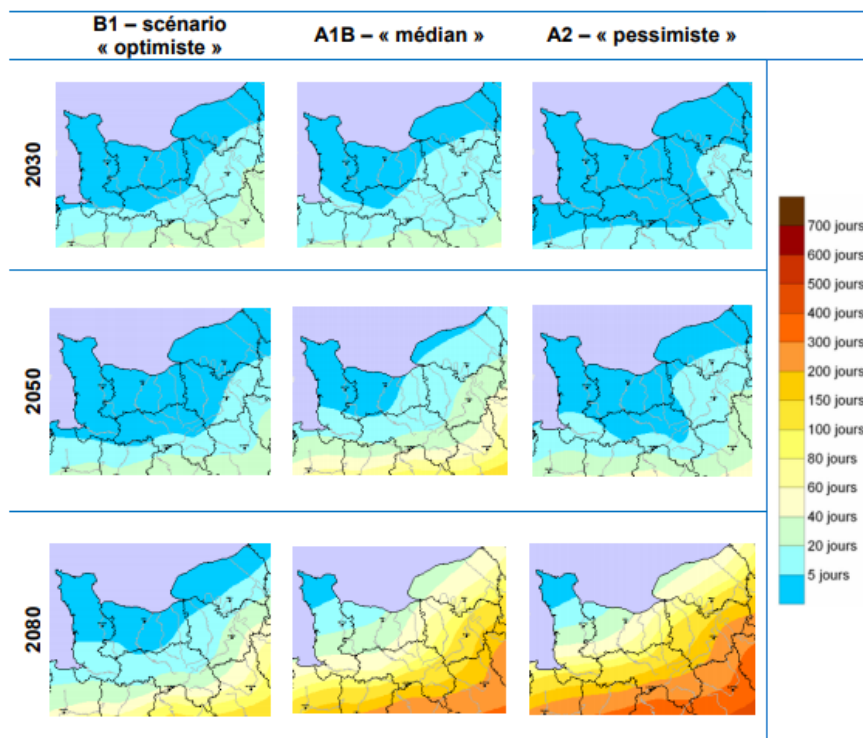 B1 – scénario
« optimiste »
A1B – « médian »
A2 – « pessimiste »
2030
2050
2080
700 jours
600 jours
500 jours
400 jours
300 jours
200 jours
150 jours
100 jours
80 jours
60 jours
40 jours
20 jours
5 jours